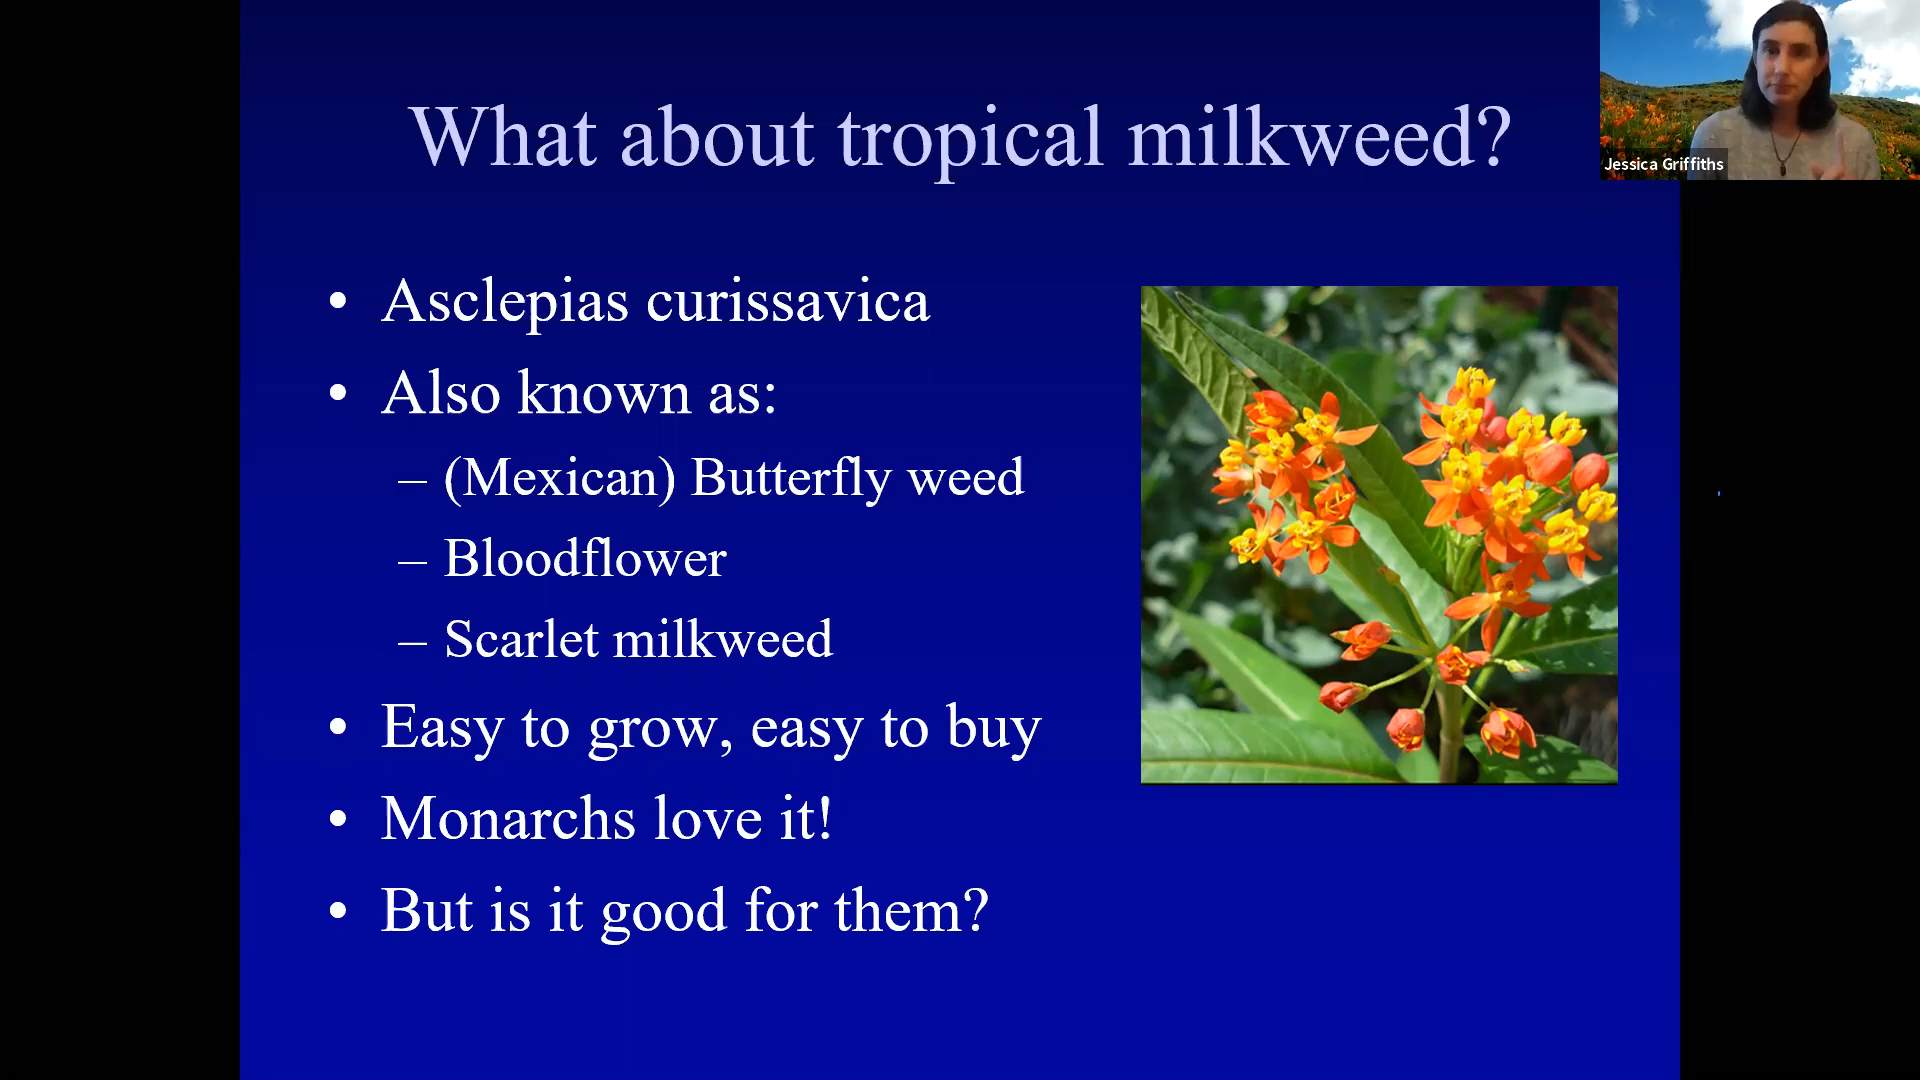 What about tropical milkweed?
Jessica Griffiths
• Asclepias curissavica
• Also known as:
– (Mexican) Butterfly weed
– Bloodflower
– Scarlet milkweed
• Easy to grow, easy to buy
• Monarchs love it!
• But is it good for them?